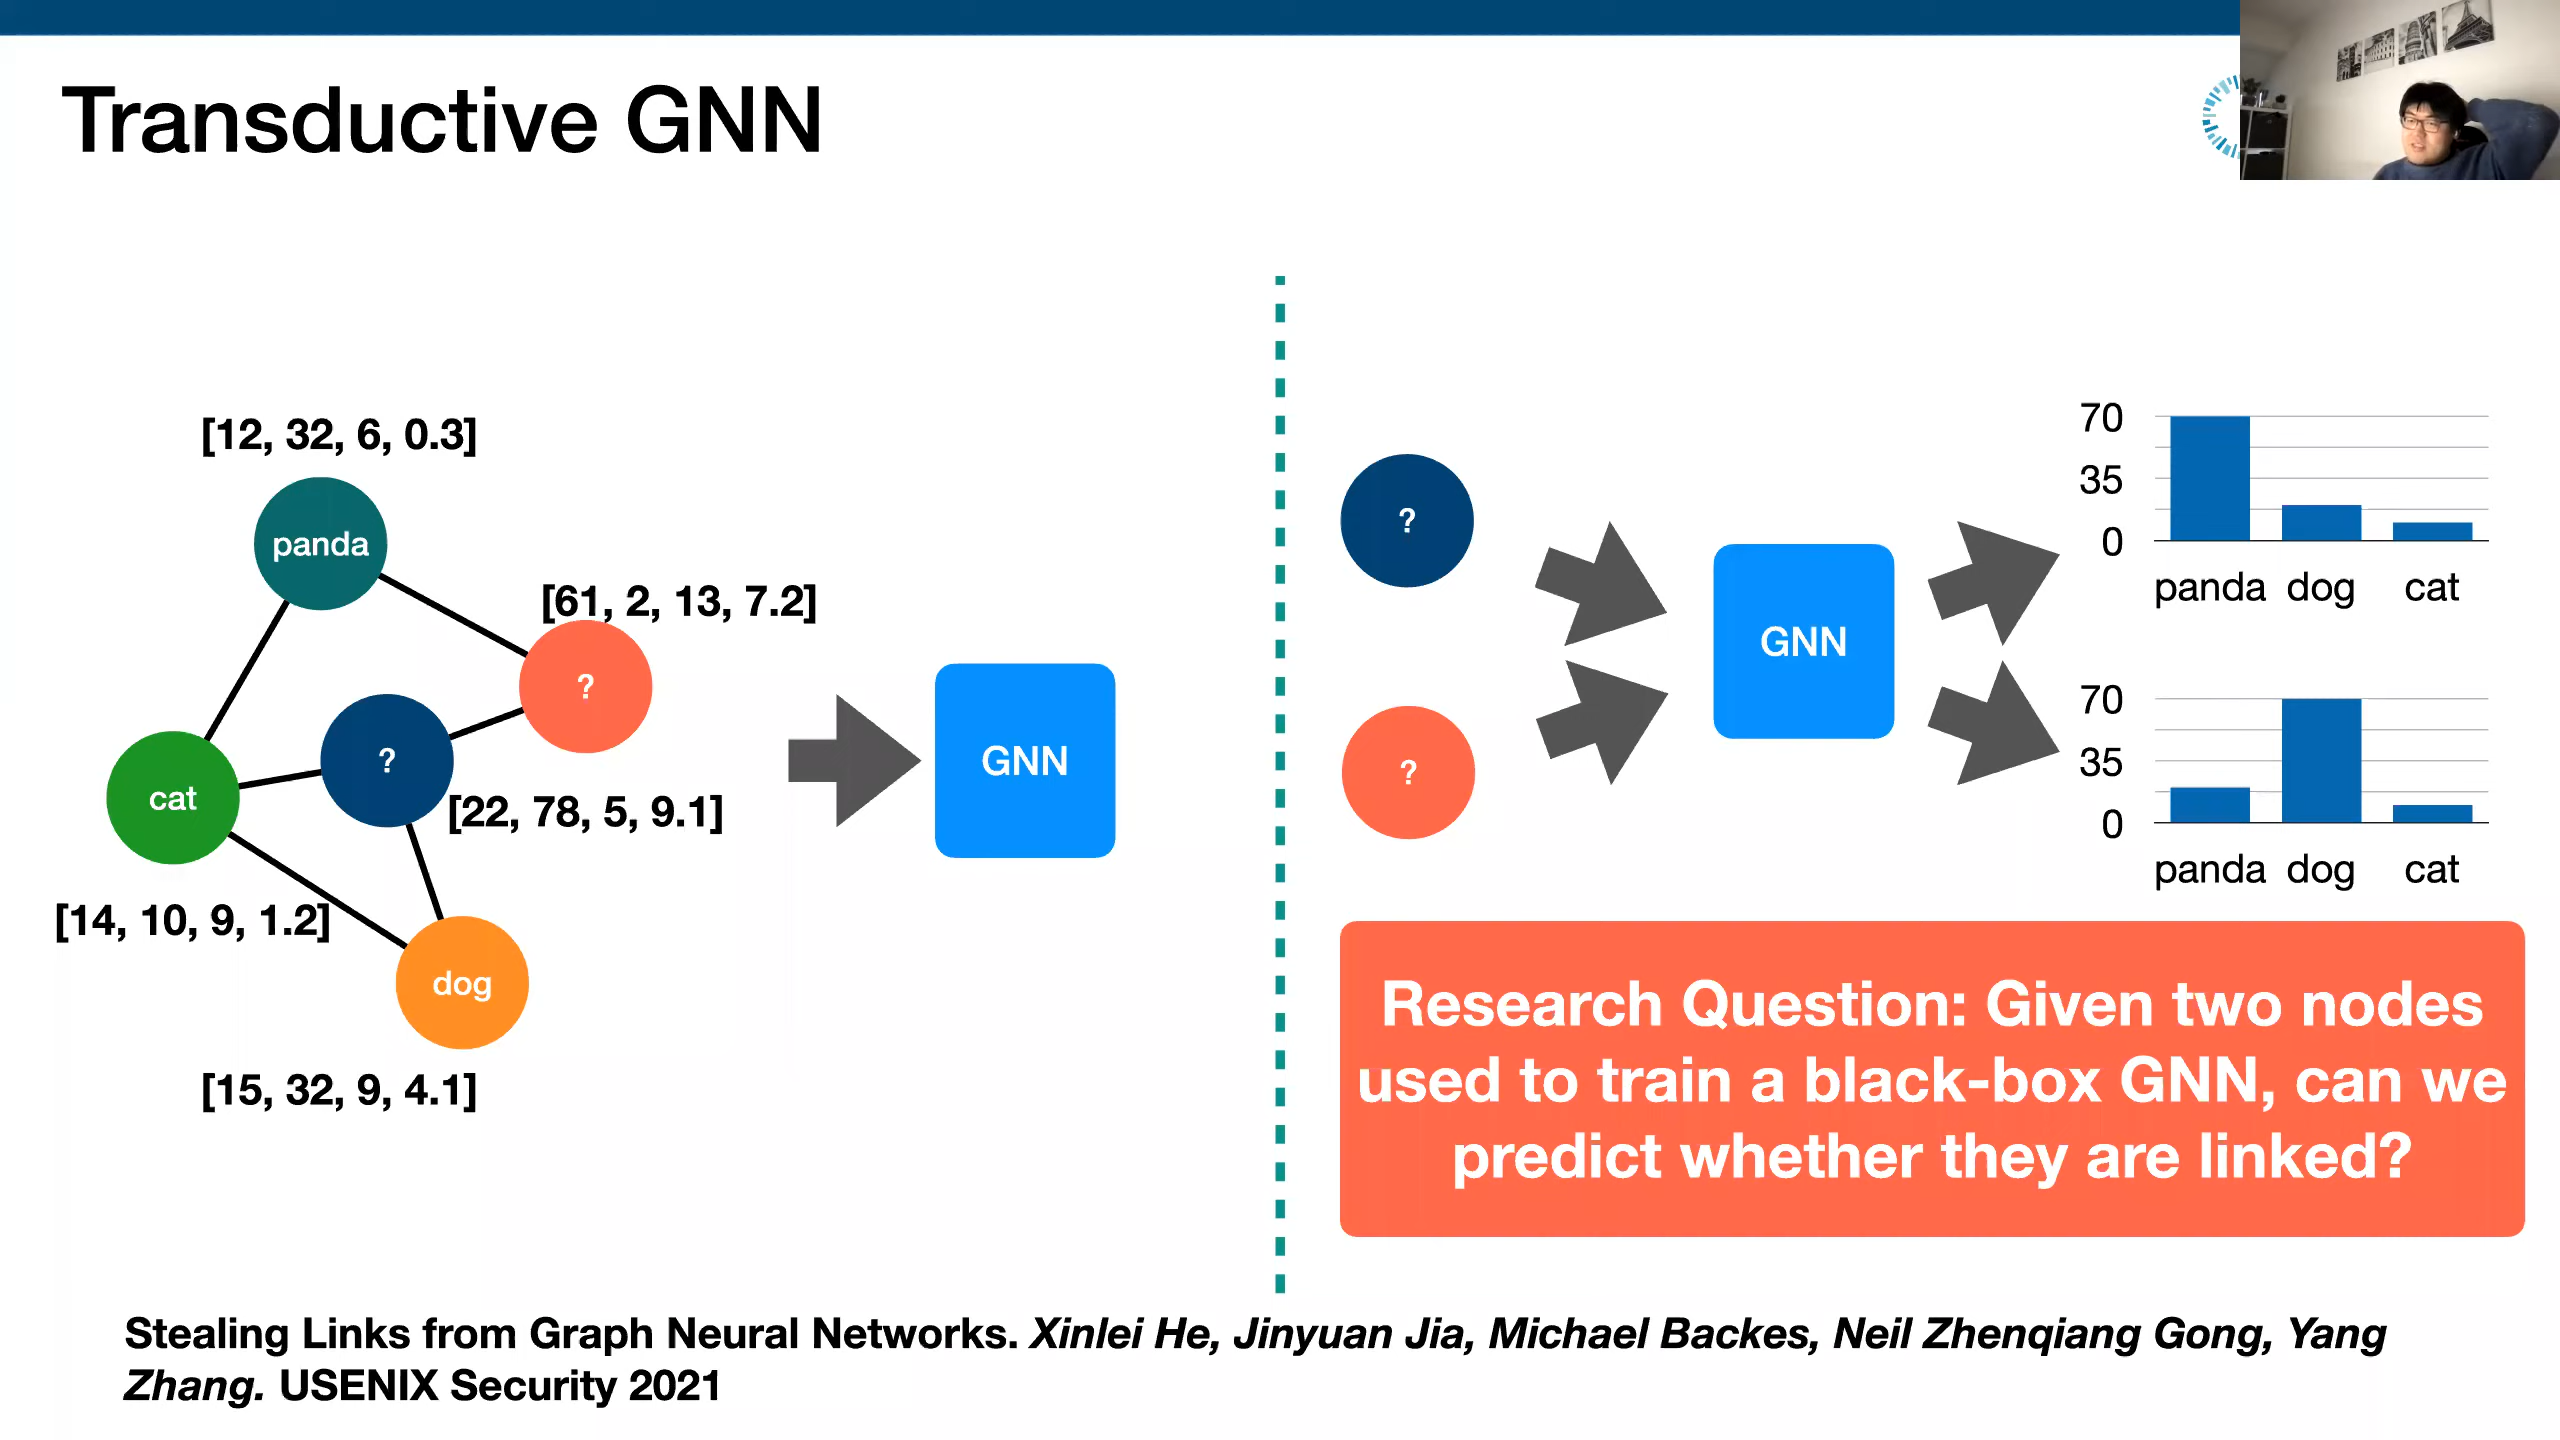 Transductive GNN
[12, 32, 6, 0.3]
panda
[61, 2, 13, 7.2]
?
?
cat
[22, 78, 5, 9.1]
[14, 10, 9, 1.2]
dog
[15, 32, 9, 4.1]
GNN
?
?
GNN
70
35
0
panda dog cat
70
35
0
panda dog cat
Research Question: Given two nodes
used to train a black-box GNN, can we
predict whether they are linked?
Stealing Links from Graph Neural Networks. Xinlei He, Jinyuan Jia, Michael Backes, Neil Zhenqiang Gong, Yang
Zhang. USENIX Security 2021